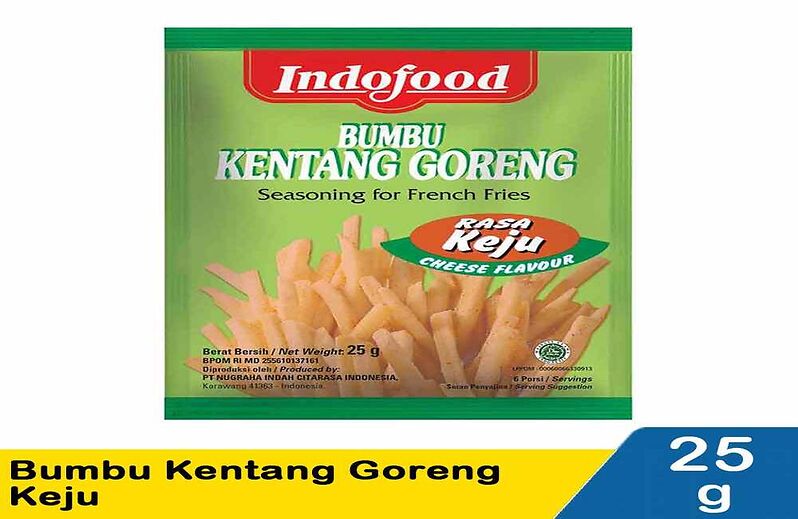 Indofood
BUMBU
KENTANG GORENG
Seasoning for French Fries
RASA
Keju
CHEESE FLAVOUR
Berat Bersih / Net Weight: 25 g
BPOM RI MD 255610137161
Diproduksi oleh / Produced by:
PT NUGRAHA INDAH CITARASA INDONESIA,
Karawang 41363 - Indonesia.
LPPOM - 00060066330913
6 Porsi / Servings
Saran Penyajian / Serving Suggestion
Bumbu Kentang Goreng
Keju
25
g